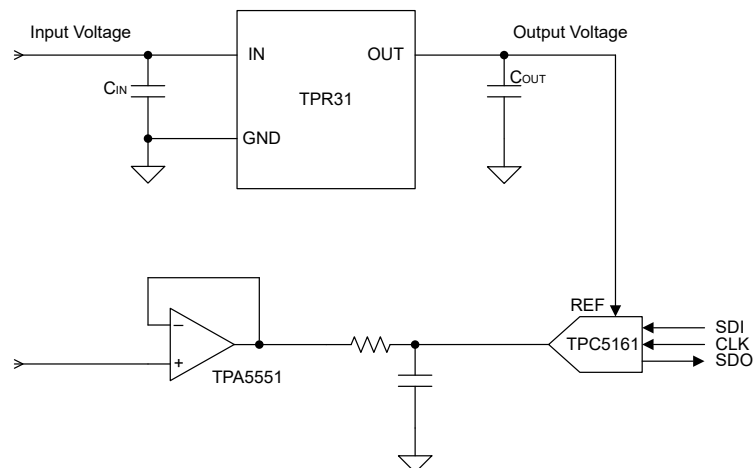 Input Voltage
Output Voltage
IN
OUT
CIN
COUT
TPR31
GND
REF
SDI
TPC5161
CLK
SDO
−
+
TPA5551